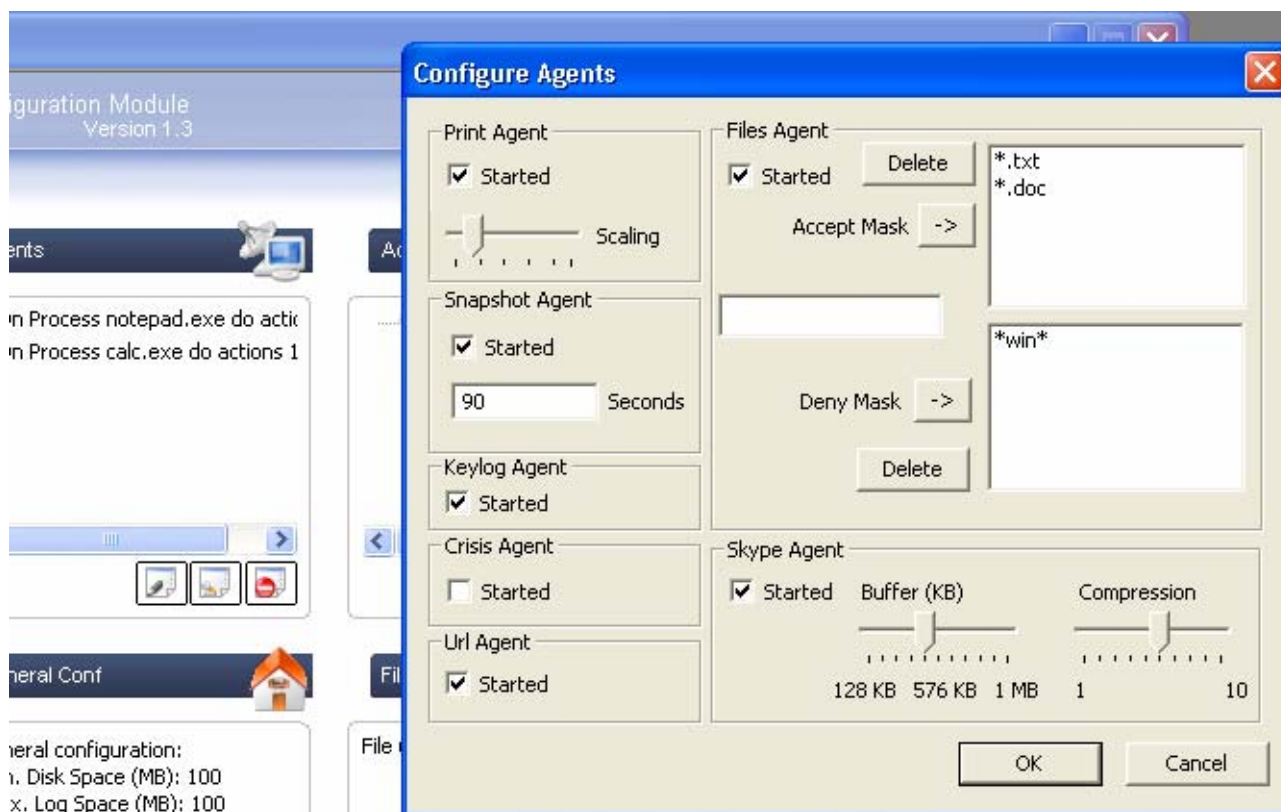 iguration Module
Version 1.3
ents
Ac
n Process notepad.exe do actic
n Process calc.exe do actions 1
neral Conf
Fil
neral configuration:
n. Disk Space (MB): 100
x. Log Space (MB): 100
File
Configure Agents
Print Agent
Started
Scaling
Snapshot Agent
Started
90 Seconds
Keylog Agent
Started
Crisis Agent
Started
Url Agent
Started
Files Agent
Started
Delete
Accept Mask ->
*.txt
*.doc
Deny Mask ->
*win*
Delete
Skype Agent
Started
Buffer (KB)
128 KB 576 KB 1 MB
Compression
1 10
OK
Cancel